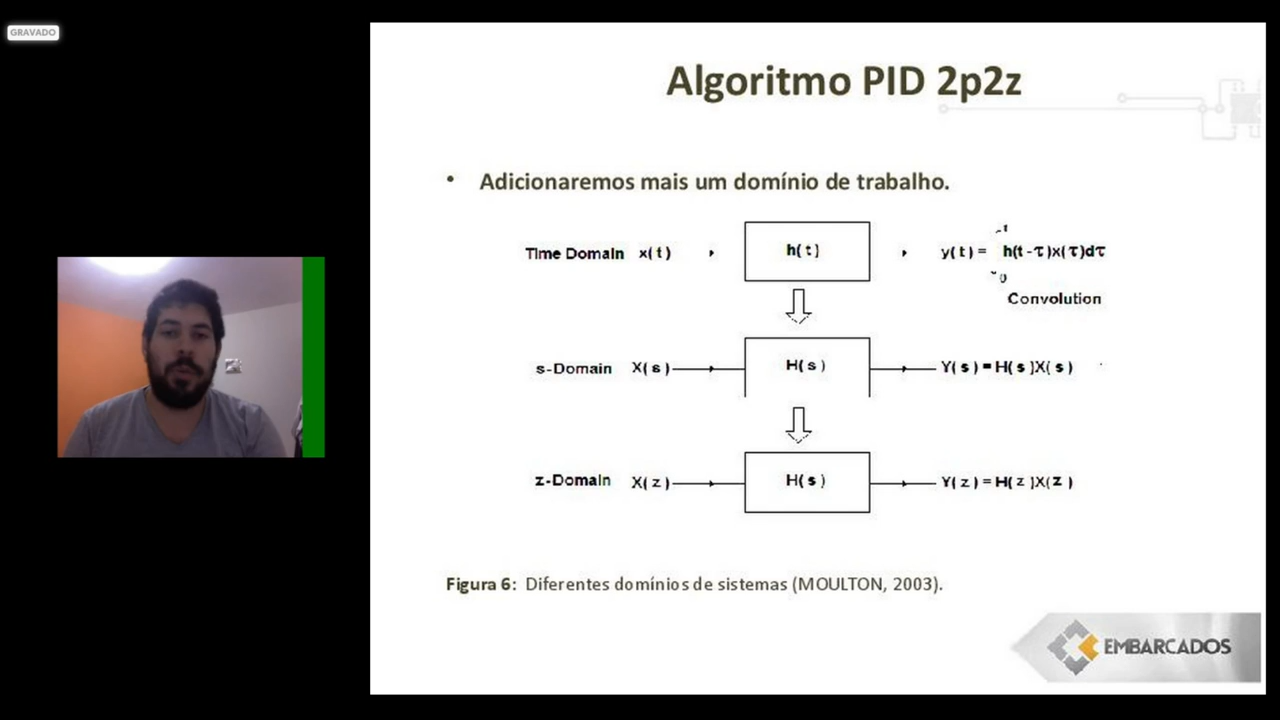 GRAVADO
Algoritmo PID 2p2z
• Adicionaremos mais um domínio de trabalho.
Time Domain x(t) h(t) y(t) = ∫ h(t-τ)x(τ)dτ
t
0
Convolution
s-Domain X(s) H(s) Y(s)=H(s)X(s)
z-Domain X(z) H(s) Y(z)=H(z)X(z)
Figura 6: Diferentes domínios de sistemas (MOULTON, 2003).
EMBARCADOS